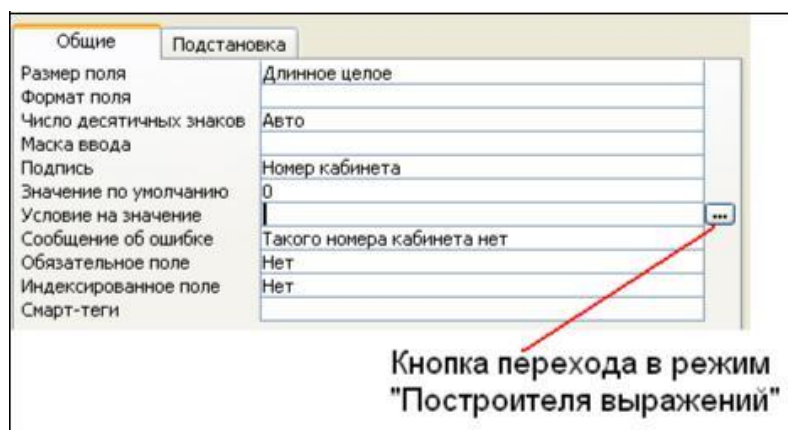 Общие Подстановка
Размер поля Длинное целое
Формат поля
Число десятичных знаков Авто
Маска ввода
Подпись Номер кабинета
Значение по умолчанию 0
Условие на значение ...
Сообщение об ошибке Такого номера кабинета нет
Обязательное поле Нет
Индексированное поле Нет
Смарт-теги
Кнопка перехода в режим
"Построителя выражений"